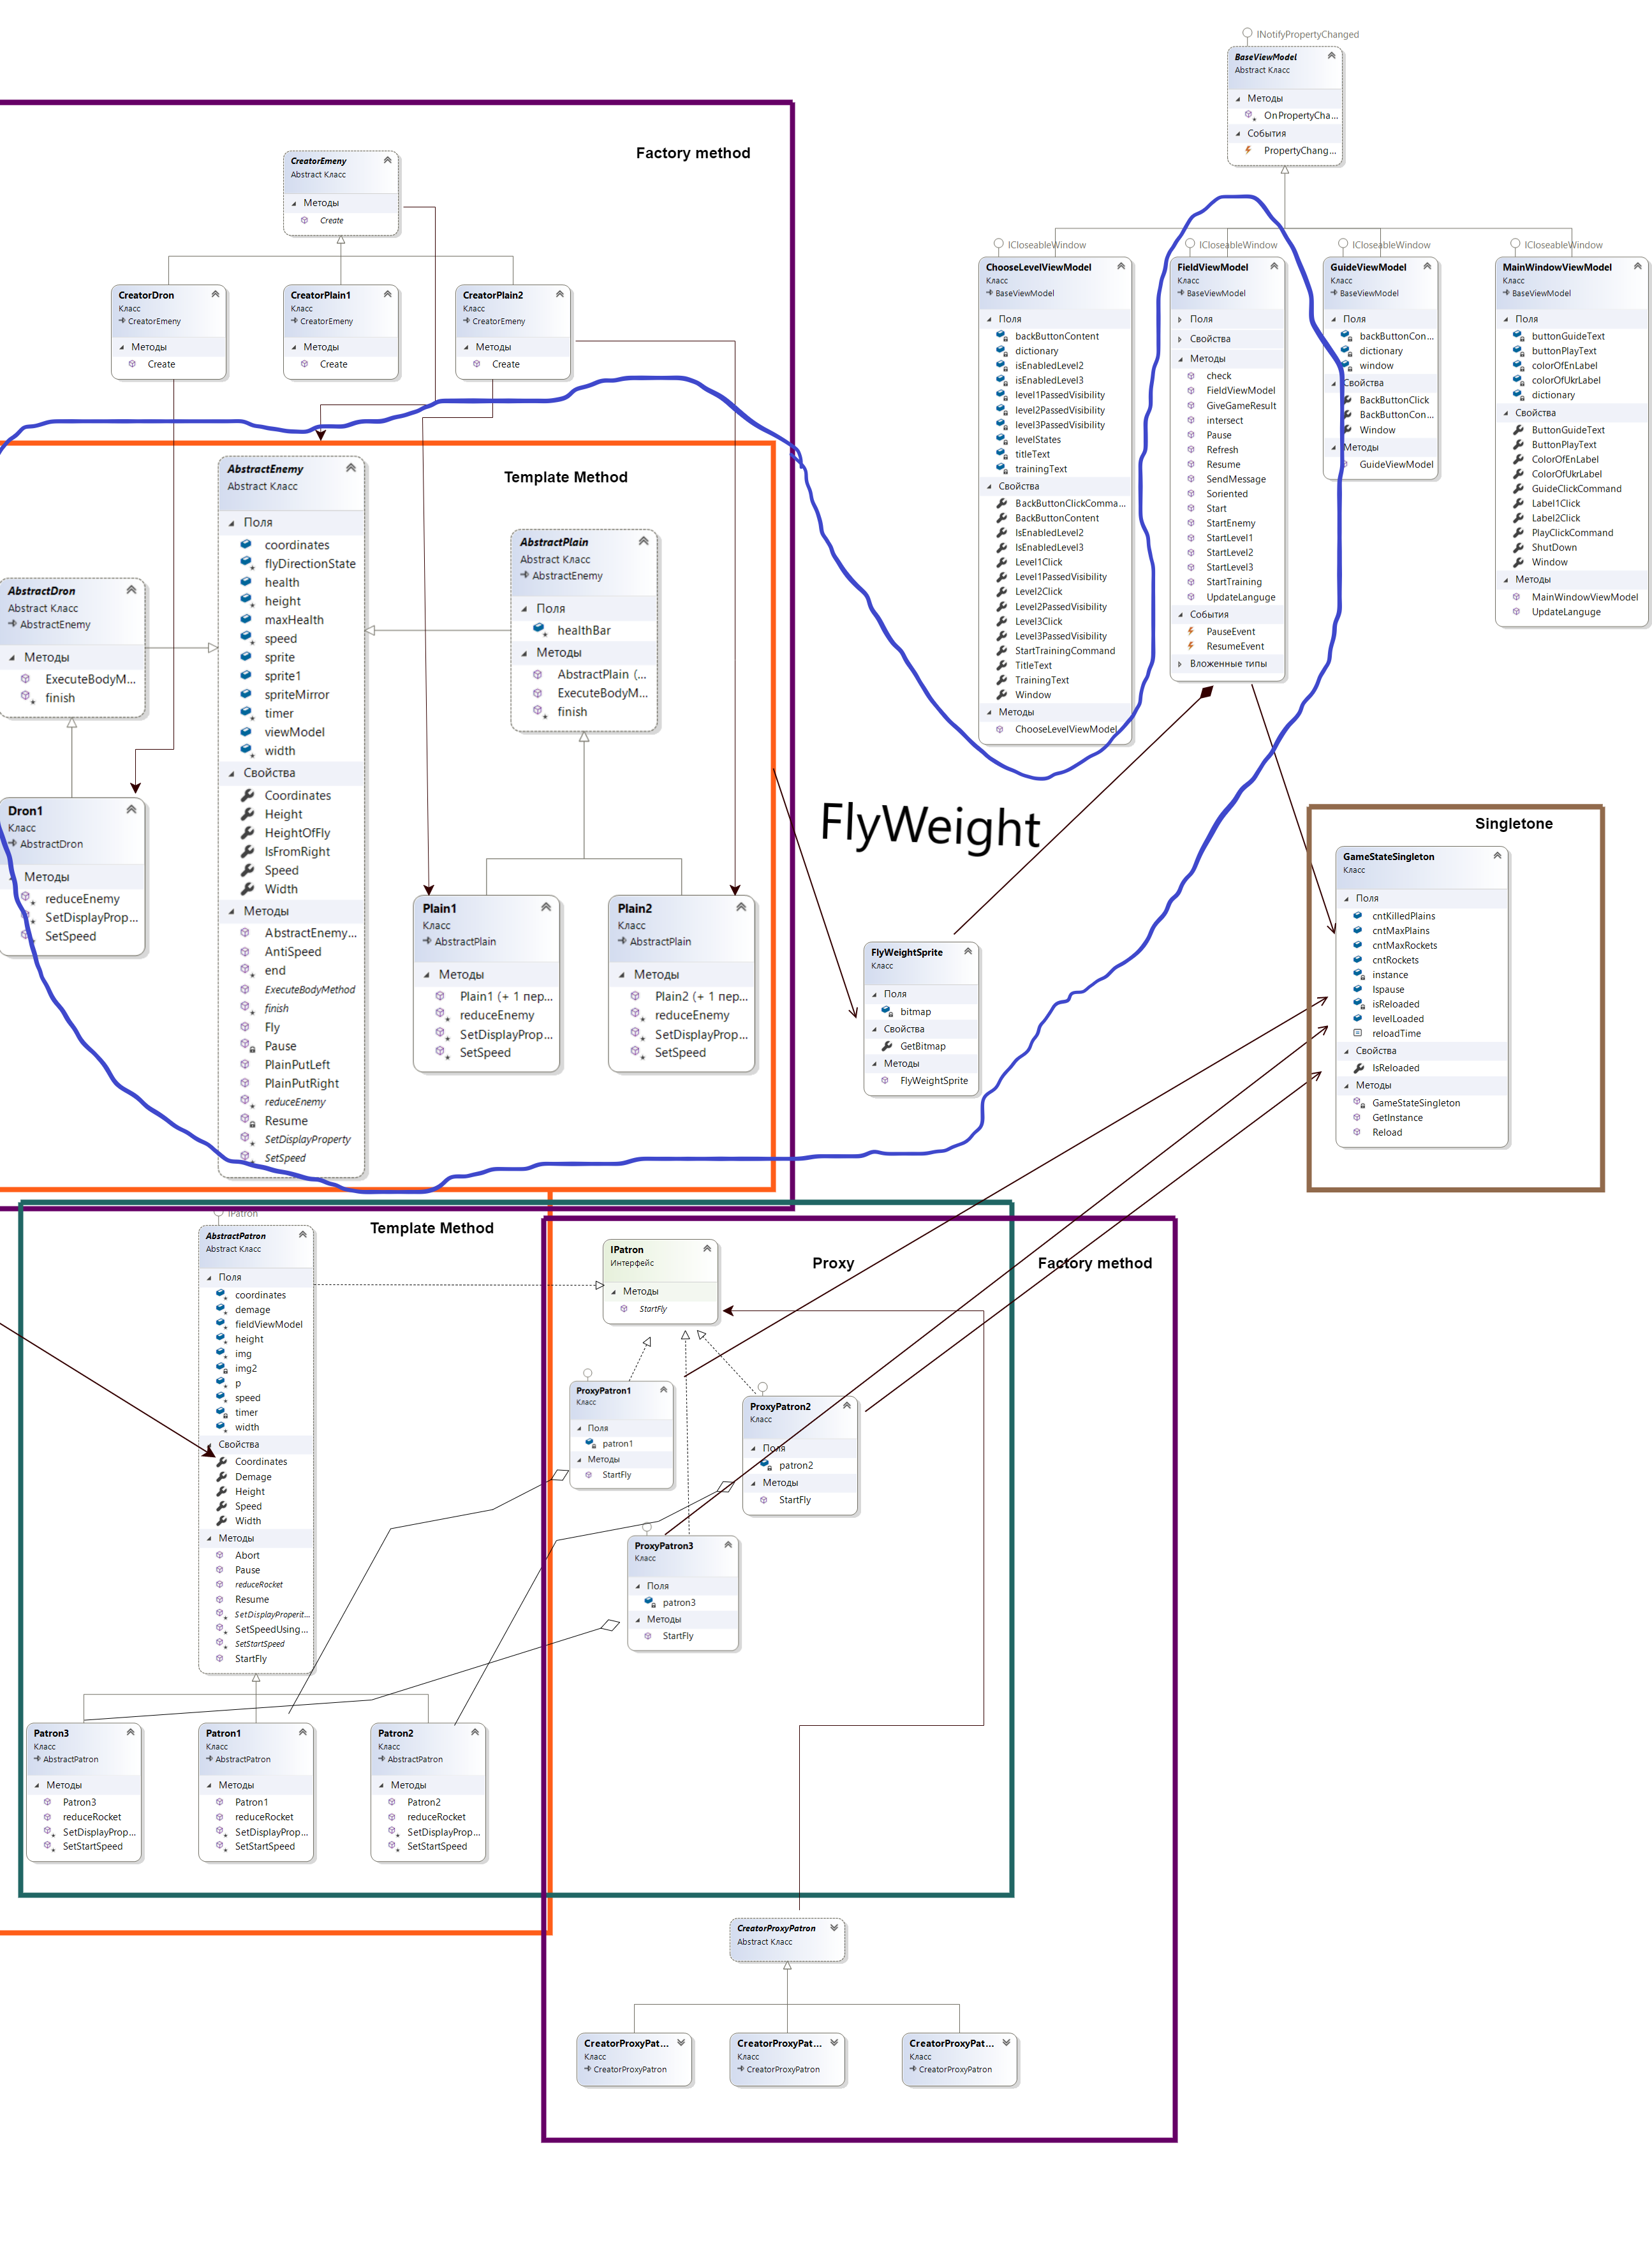 INotifyPropertyChanged
BaseViewModel
Abstract Класс
Методы
OnPropertyCha...
События
PropertyChang...
Factory method
CreatorEmeny
Abstract Класс
Методы
Create
CreatorDron
Класс
CreatorEmeny
Методы
Create
CreatorPlain1
Класс
CreatorEmeny
Методы
Create
CreatorPlain2
Класс
CreatorEmeny
Методы
Create
ICloseableWindow
ChooseLevelViewModel
Класс
BaseViewModel
Поля
backButtonContent
dictionary
isEnabledLevel2
isEnabledLevel3
level1PassedVisibility
level2PassedVisibility
level3PassedVisibility
levelStates
titleText
trainingText
Свойства
BackButtonClickComma...
BackButtonContent
IsEnabledLevel2
IsEnabledLevel3
Level1Click
Level1PassedVisibility
Level2Click
Level2PassedVisibility
Level3Click
Level3PassedVisibility
StartTrainingCommand
TitleText
TrainingText
Window
Методы
ChooseLevelViewModel
ICloseableWindow
FieldViewModel
Класс
BaseViewModel
Поля
Свойства
Методы
check
FieldViewModel
GiveGameResult
intersect
Pause
Refresh
Resume
SendMessage
Soriented
Start
StartEnemy
StartLevel1
StartLevel2
StartLevel3
StartTraining
UpdateLanguge
События
PauseEvent
ResumeEvent
Вложенные типы
ICloseableWindow
GuideViewModel
Класс
BaseViewModel
Поля
backButtonCon...
dictionary
window
Свойства
BackButtonClick
BackButtonCon...
Window
Методы
GuideViewModel
ICloseableWindow
MainWindowViewModel
Класс
BaseViewModel
Поля
buttonGuideText
buttonPlayText
colorOfEnLabel
colorOfUkrLabel
dictionary
Свойства
ButtonGuideText
ButtonPlayText
ColorOfEnLabel
ColorOfUkrLabel
GuideClickCommand
Label1Click
Label2Click
PlayClickCommand
ShutDown
Window
Методы
MainWindowViewModel
UpdateLanguge
Template Method
AbstractEnemy
Abstract Класс
Поля
coordinates
flyDirectionState
health
height
maxHealth
speed
sprite
sprite1
spriteMirror
timer
viewModel
width
Свойства
Coordinates
Height
HeightOfFly
IsFromRight
Speed
Width
Методы
AbstractEnemy...
AntiSpeed
end
ExecuteBodyMethod
finish
Fly
Pause
PlainPutLeft
PlainPutRight
reduceEnemy
Resume
SetDisplayProperty
SetSpeed
AbstractPlain
Abstract Класс
AbstractEnemy
Поля
healthBar
Методы
AbstractPlain (...
ExecuteBodyM...
finish
AbstractDron
Abstract Класс
AbstractEnemy
Методы
ExecuteBodyM...
finish
Dron1
Класс
AbstractDron
Методы
reduceEnemy
SetDisplayProp...
SetSpeed
Plain1
Класс
AbstractPlain
Методы
Plain1 (+ 1 пер...
reduceEnemy
SetDisplayProp...
SetSpeed
Plain2
Класс
AbstractPlain
Методы
Plain2 (+ 1 пер...
reduceEnemy
SetDisplayProp...
SetSpeed
FlyWeight
FlyWeightSprite
Класс
Поля
bitmap
Свойства
GetBitmap
Методы
FlyWeightSprite
Singletone
GameStateSingleton
Класс
Поля
cntKilledPlains
cntMaxPlains
cntMaxRockets
cntRockets
instance
Ispause
isReloaded
levelLoaded
reloadTime
Свойства
IsReloaded
Методы
GameStateSingleton
GetInstance
Reload
Template Method
IPatron
AbstractPatron
Abstract Класс
Поля
coordinates
demage
fieldViewModel
height
img
img2
p
speed
timer
width
Свойства
Coordinates
Demage
Height
Speed
Width
Методы
Abort
Pause
reduceRocket
Resume
SetDisplayProperit...
SetSpeedUsing...
SetStartSpeed
StartFly
Proxy
Factory method
IPatron
Интерфейс
Методы
StartFly
ProxyPatron1
Класс
Поля
patron1
Методы
StartFly
ProxyPatron2
Класс
Поля
patron2
Методы
StartFly
ProxyPatron3
Класс
Поля
patron3
Методы
StartFly
Patron3
Класс
AbstractPatron
Методы
Patron3
reduceRocket
SetDisplayProp...
SetStartSpeed
Patron1
Класс
AbstractPatron
Методы
Patron1
reduceRocket
SetDisplayProp...
SetStartSpeed
Patron2
Класс
AbstractPatron
Методы
Patron2
reduceRocket
SetDisplayProp...
SetStartSpeed
CreatorProxyPatron
Abstract Класс
CreatorProxyPat...
Класс
CreatorProxyPatron
CreatorProxyPat...
Класс
CreatorProxyPatron
CreatorProxyPat...
Класс
CreatorProxyPatron